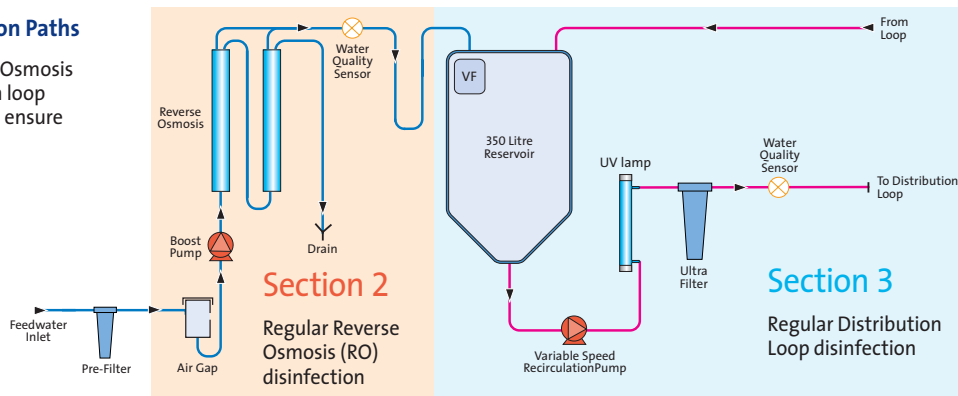 on Paths
Osmosis
loop
ensure
From
Loop
Water
Quality
Sensor
VF
Reverse
Osmosis
350 Litre
Reservoir
UV lamp
Water
Quality
Sensor
To Distribution
Loop
Boost
Pump
Drain
Ultra
Filter
Section 2
Regular Reverse
Osmosis (RO)
disinfection
Section 3
Regular Distribution
Loop disinfection
Feedwater
Inlet
Pre-Filter
Air Gap
Variable Speed
RecirculationPump